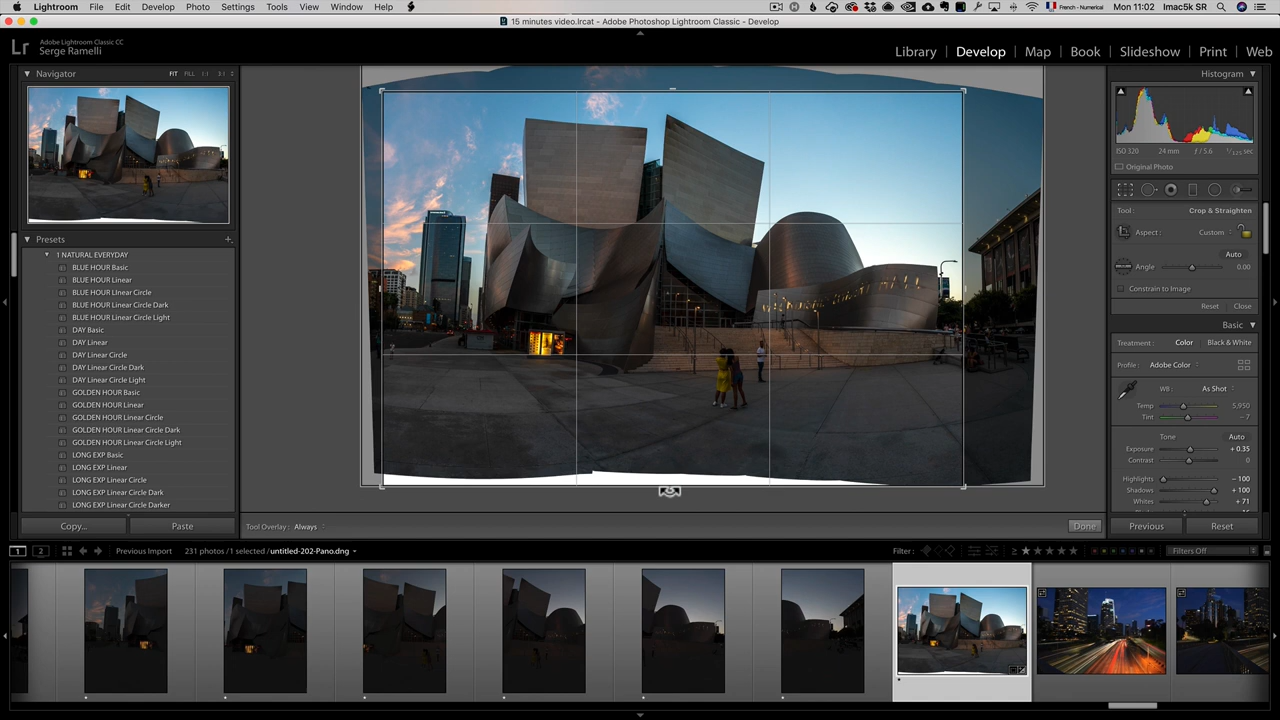 Lightroom File Edit Develop Photo Settings Tools View Window Help
French - Numerical Mon 11:02 Imac5k SR
15 minutes video.lrcat - Adobe Photoshop Lightroom Classic - Develop
Lr Adobe Lightroom Classic CC
Serge Ramelli
Library | Develop | Map | Book | Slideshow | Print | Web
Navigator FIT FILL 1:1 3:1
Presets +
1 NATURAL EVERYDAY
BLUE HOUR Basic
BLUE HOUR Linear
BLUE HOUR LInear Circle
BLUE HOUR Linear Circle Dark
BLUE HOUR LInear Circle Light
DAY Basic
DAY Linear
DAY Linear Circle
DAY LInear Circle Dark
DAY Linear Circle Light
GOLDEN HOUR Basic
GOLDEN HOUR Linear
GOLDEN HOUR Linear Circle
GOLDEN HOUR Linear Circle Dark
GOLDEN HOUR Linear Circle Light
LONG EXP Basic
LONG EXP Linear
LONG EXP Linear Circle
LONG EXP Linear Circle Dark
LONG EXP Linear Circle Darker
Copy... Paste
Tool Overlay : Always
Done
Histogram
ISO 320 24 mm ƒ / 5.6 1/125 sec
Original Photo
Tool : Crop & Straighten
Aspect : Custom
Auto
Angle 0.00
Constrain to Image
Reset Close
Basic
Treatment : Color Black & White
Profile : Adobe Color
WB : As Shot
Temp 5,950
Tint - 7
Tone Auto
Exposure + 0.35
Contrast 0
Highlights - 100
Shadows + 100
Whites + 71
Previous Reset
1 2 Previous Import 231 photos / 1 selected / untitled-202-Pano.dng
Filter : ≥ ★★★★★ Filters Off